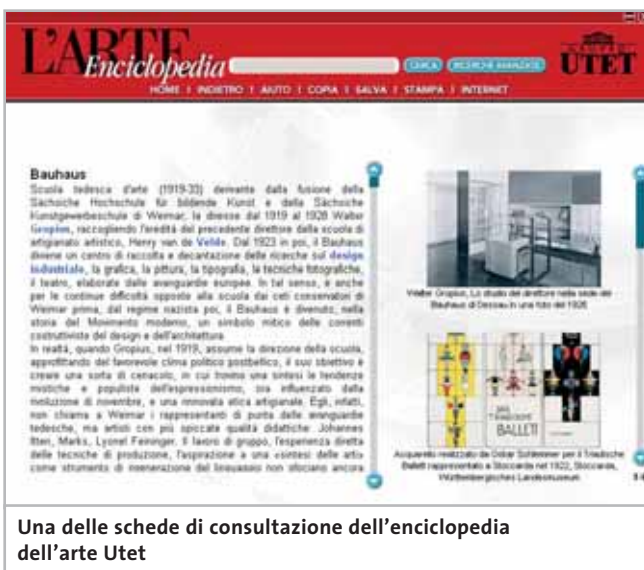 L'ARTE
Enciclopedia
CERCA RICERCHE AVANZATE
GRUPPO
UTET
HOME | INDIETRO | AIUTO | COPIA | SALVA | STAMPA | INTERNET
Bauhaus
Scuola tedesca d'arte (1919-33) derivante dalla fusione della
Sächsiche Hochschule für bildende Kunst e della Sächsiche
Kunstgewerbeschule di Weimar, la diresse dal 1919 al 1928 Walter
Gropius, raccogliendo l'eredità del precedente direttore della scuola di
artigianato artistico, Henry van de Velde. Dal 1923 in poi, il Bauhaus
diviene un centro di raccolta e decantazione delle ricerche sul design
industriale, la grafica, la pittura, la tipografia, le tecniche fotografiche,
il teatro, elaborate dalle avanguardie europee. In tal senso, e anche
per le continue difficoltà opposte alla scuola dai ceti conservatori di
Weimar prima, dal regime nazista poi, il Bauhaus è divenuto, nella
storia del Movimento moderno, un simbolo mitico delle correnti
costruttiviste del design e dell'architettura.
In realtà, quando Gropius, nel 1919, assume la direzione della scuola,
approfittando del favorevole clima politico postbellico, il suo obiettivo è
creare una sorta di cenacolo, in cui trovino una sintesi le tendenze
mistiche e populiste dell'espressionismo, ora influenzato dalla
rivoluzione di novembre, e una rinnovata etica artigianale. Egli, infatti,
non chiama a Weimar i rappresentanti di punta delle avanguardie
tedesche, ma artisti con più spiccate qualità didattiche: Johannes
Itten, Marks, Lyonel Feininger. Il lavoro di gruppo, l'esperienza diretta
delle tecniche di produzione, l'aspirazione a una «sintesi delle arti»
come strumento di rigenerazione del linguaggio non sfociano ancora
Walter Gropius, Lo studio del direttore nella sede del
Bauhaus di Dessau in una foto del 1926
DAS
TRIADISCHE
BALLETT
Acquarello realizzato da Oskar Schlemmer per il Triadische
Ballett rappresentato a Stoccarda nel 1922, Stoccarda,
Württembergisches Landesmuseum
Una delle schede di consultazione dell'enciclopedia
dell'arte Utet